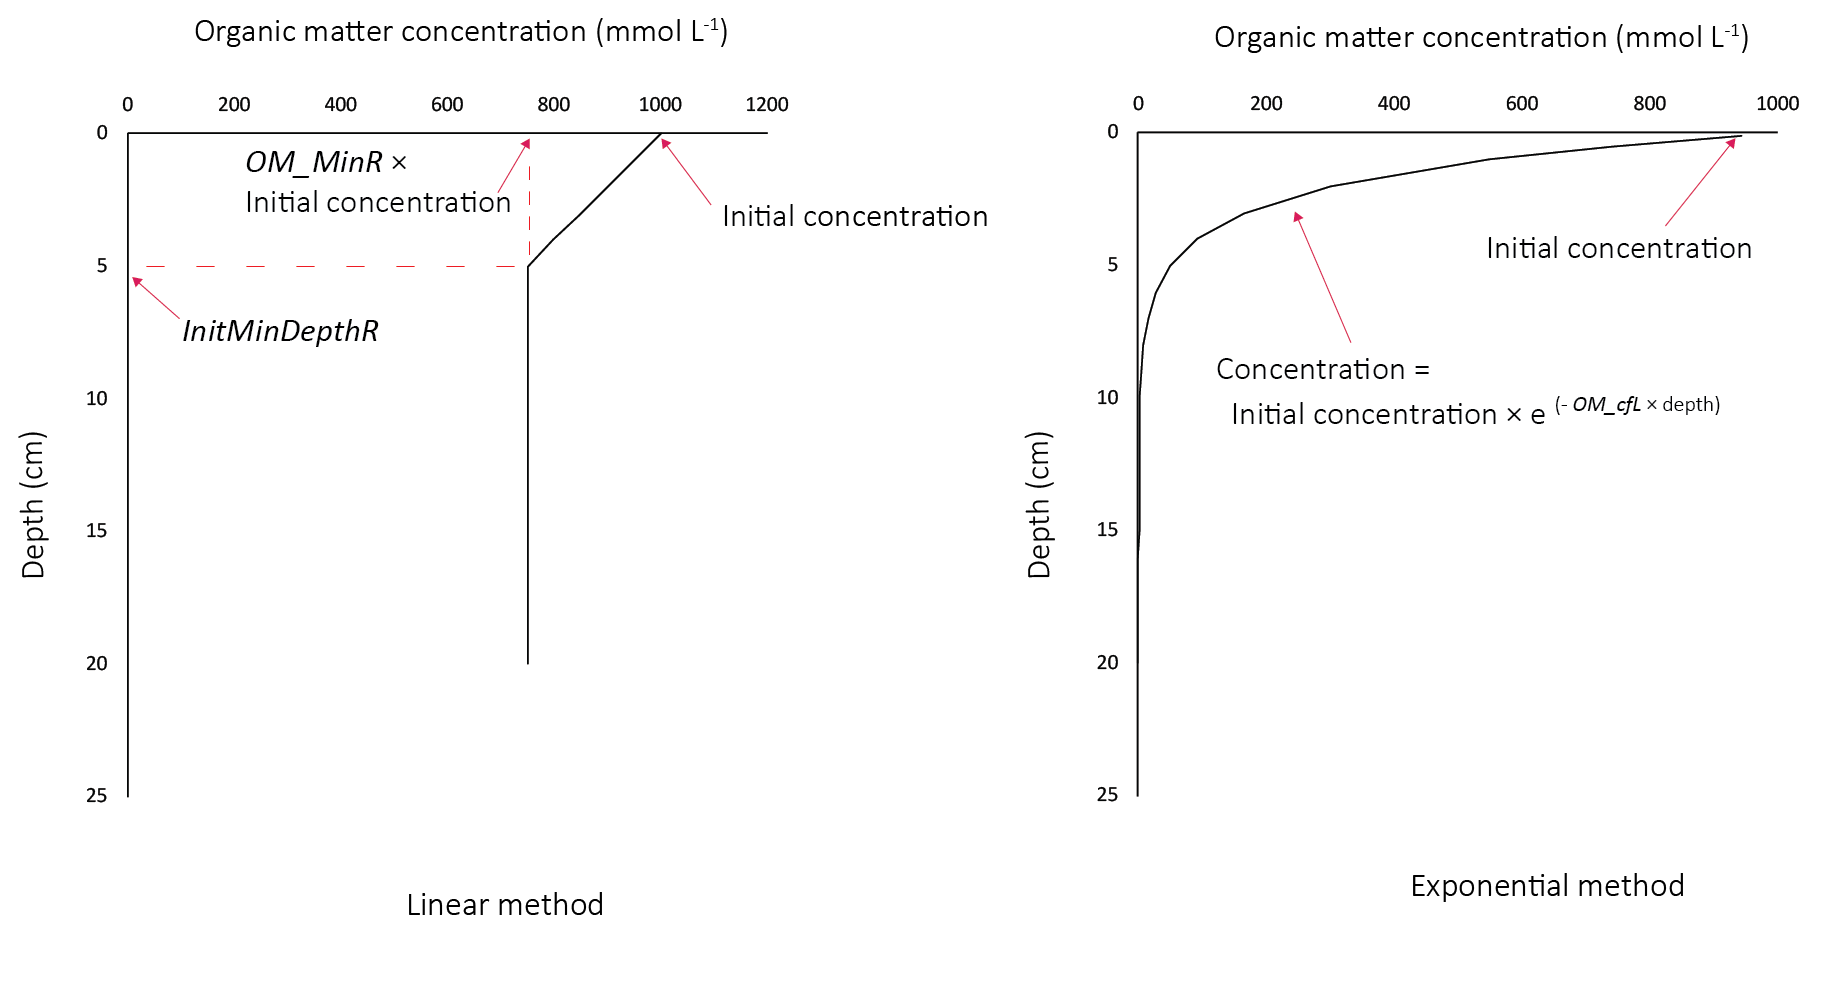 Organic matter concentration (mmol L-1)
0 200 400 600 800 1000 1200
0
OM_MinR ×
Initial concentration
Initial concentration
5
InitMinDepthR
10
15
20
25
Depth (cm)
Linear method
Organic matter concentration (mmol L-1)
0 200 400 600 800 1000
0
Initial concentration
5
Concentration =
Initial concentration × e (- OM_cfL × depth)
10
15
20
25
Depth (cm)
Exponential method